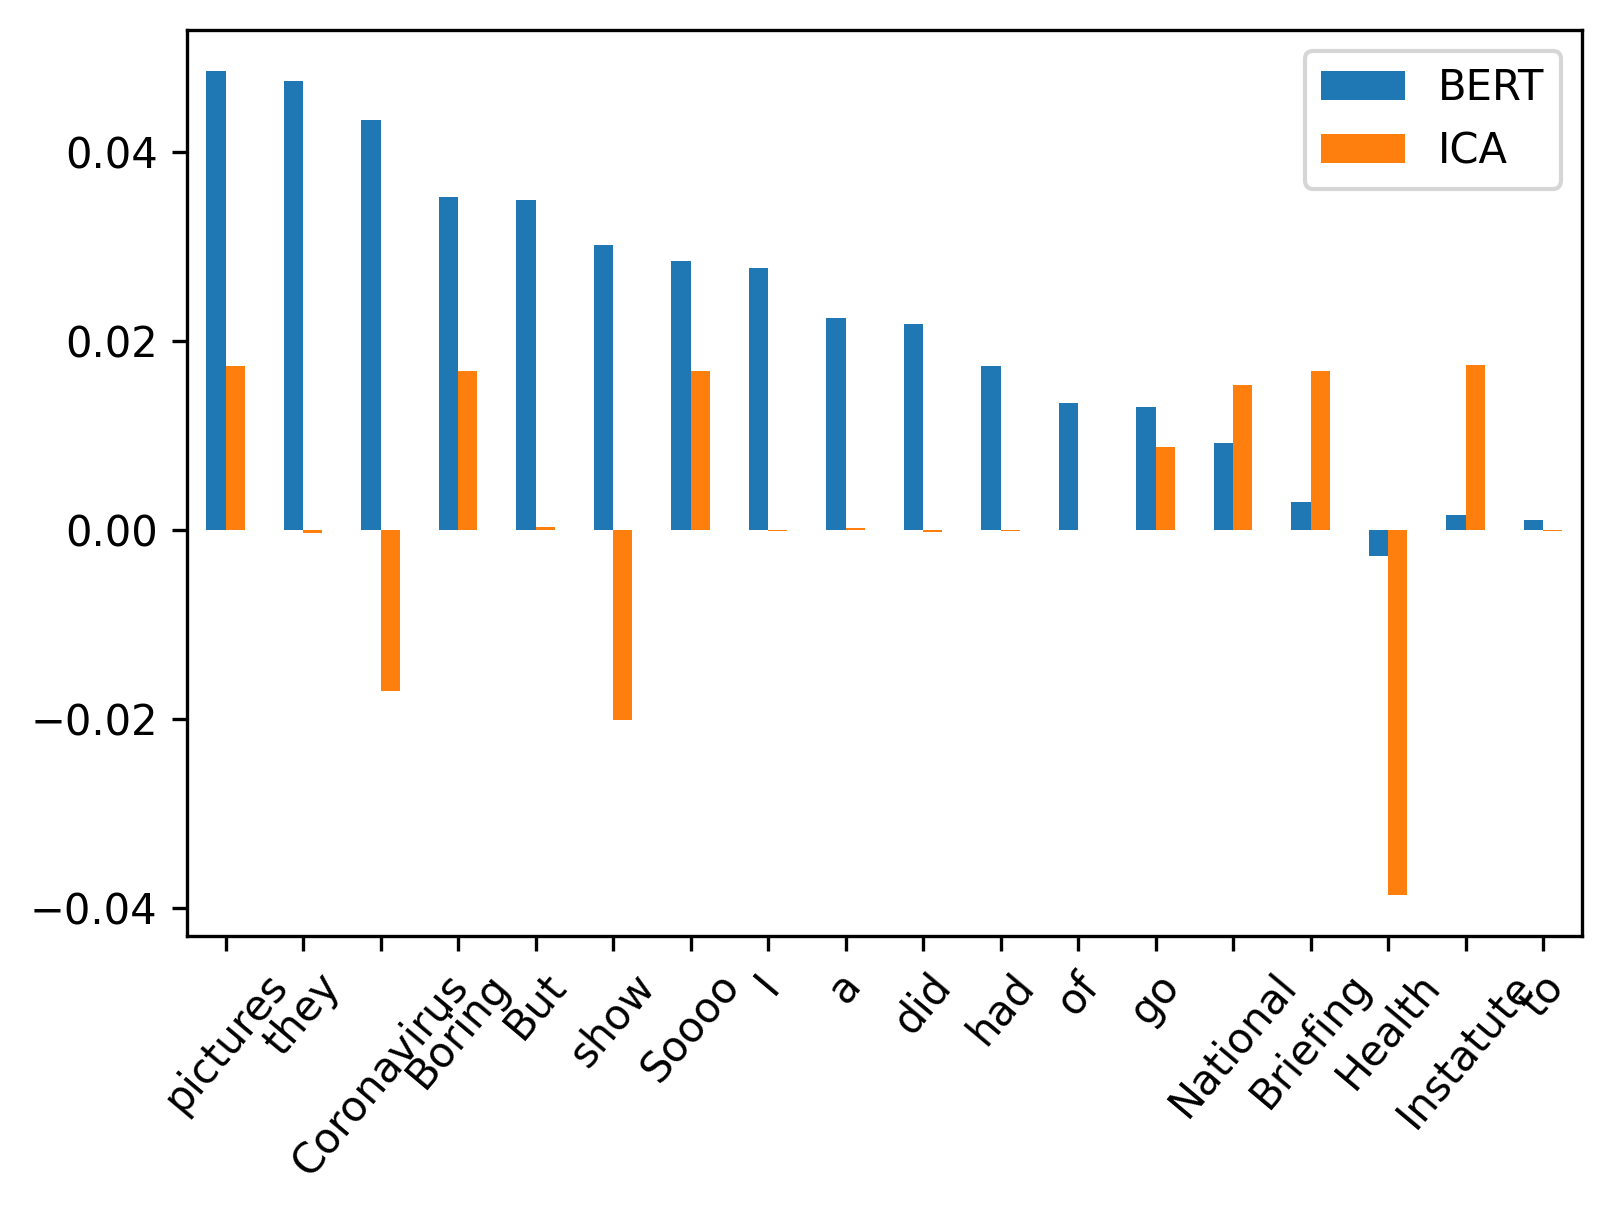 BERT
ICA
0.04
0.02
0.00
−0.02
−0.04
pictures
they
Coronavirus
Boring
But
show
Soooo
I
a
did
had
of
go
National
Briefing
Health
Instatute
to